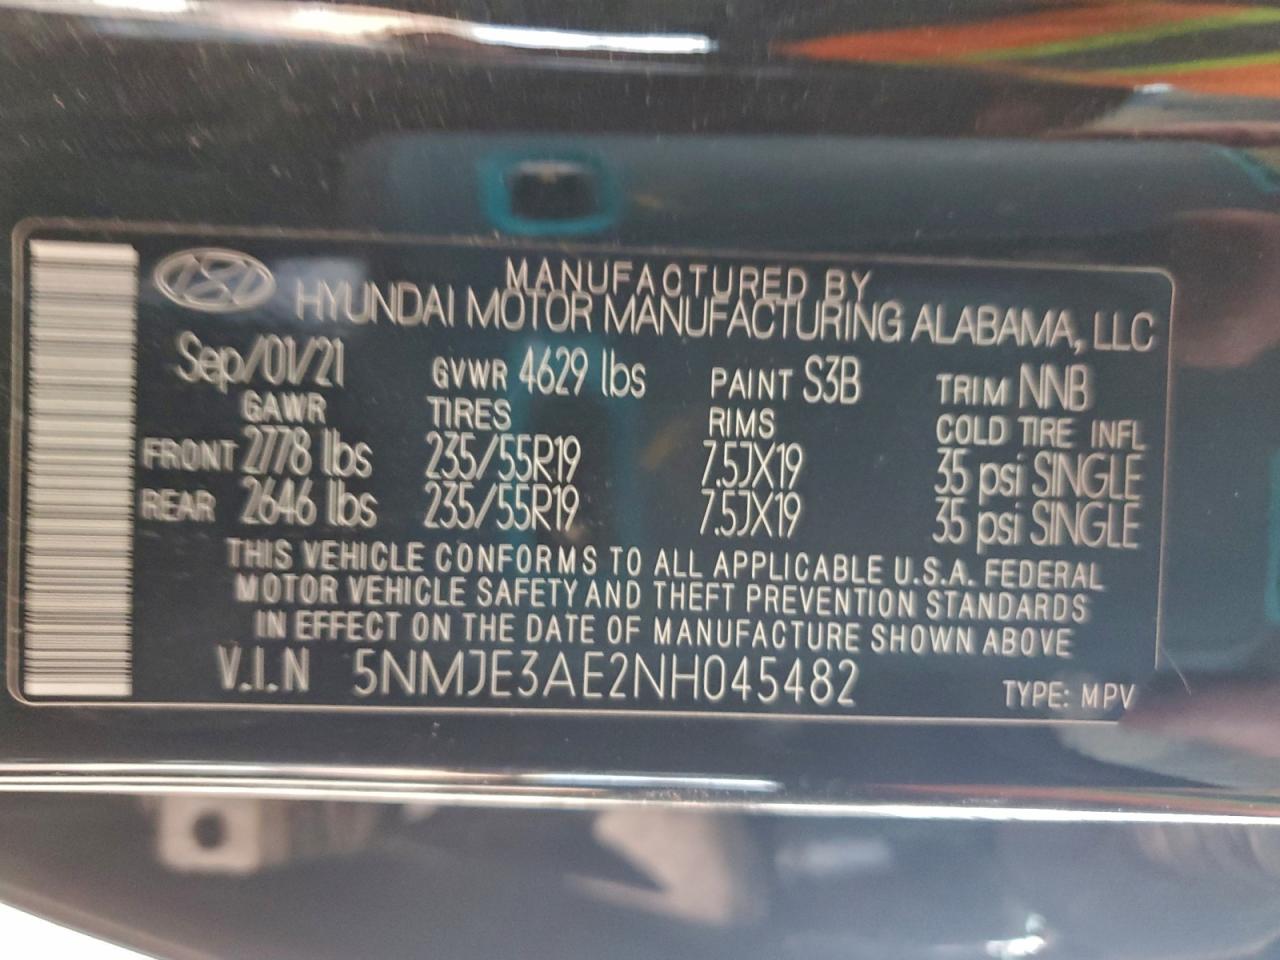 MANUFACTURED BY
HYUNDAI MOTOR MANUFACTURING ALABAMA, LLC
Sep/01/21 GVWR 4629 lbs PAINT S3B TRIM NNB
GAWR TIRES RIMS COLD TIRE INFL
FRONT 2778 lbs 235/55R19 7.5JX19 35 psi SINGLE
REAR 2646 lbs 235/55R19 7.5JX19 35 psi SINGLE
THIS VEHICLE CONFORMS TO ALL APPLICABLE U.S.A. FEDERAL
MOTOR VEHICLE SAFETY AND THEFT PREVENTION STANDARDS
IN EFFECT ON THE DATE OF MANUFACTURE SHOWN ABOVE
V.I.N 5NMJE3AE2NH045482 TYPE: MPV